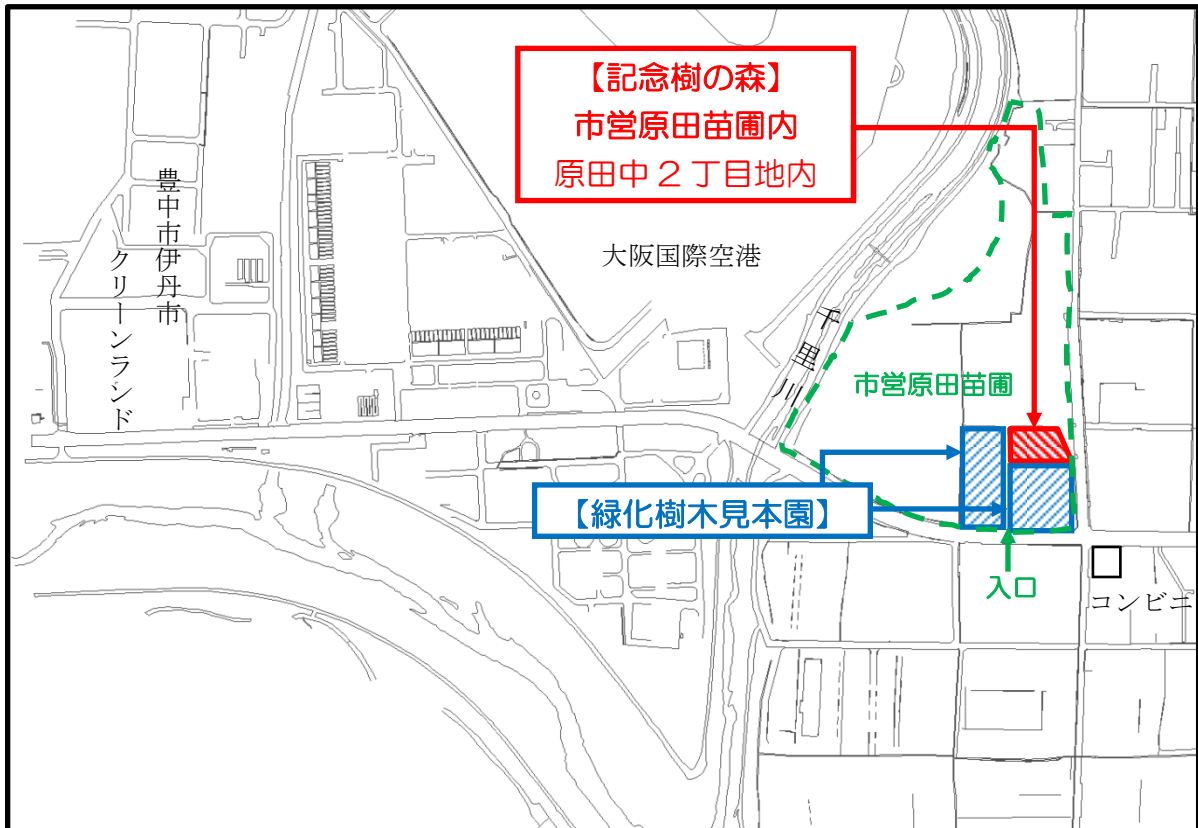 【記念樹の森】
市営原田苗圃内
原田中２丁目地内
豊中市伊丹市
クリーンランド
大阪国際空港
千里川
市営原田苗圃
【緑化樹木見本園】
入口
コンビニ